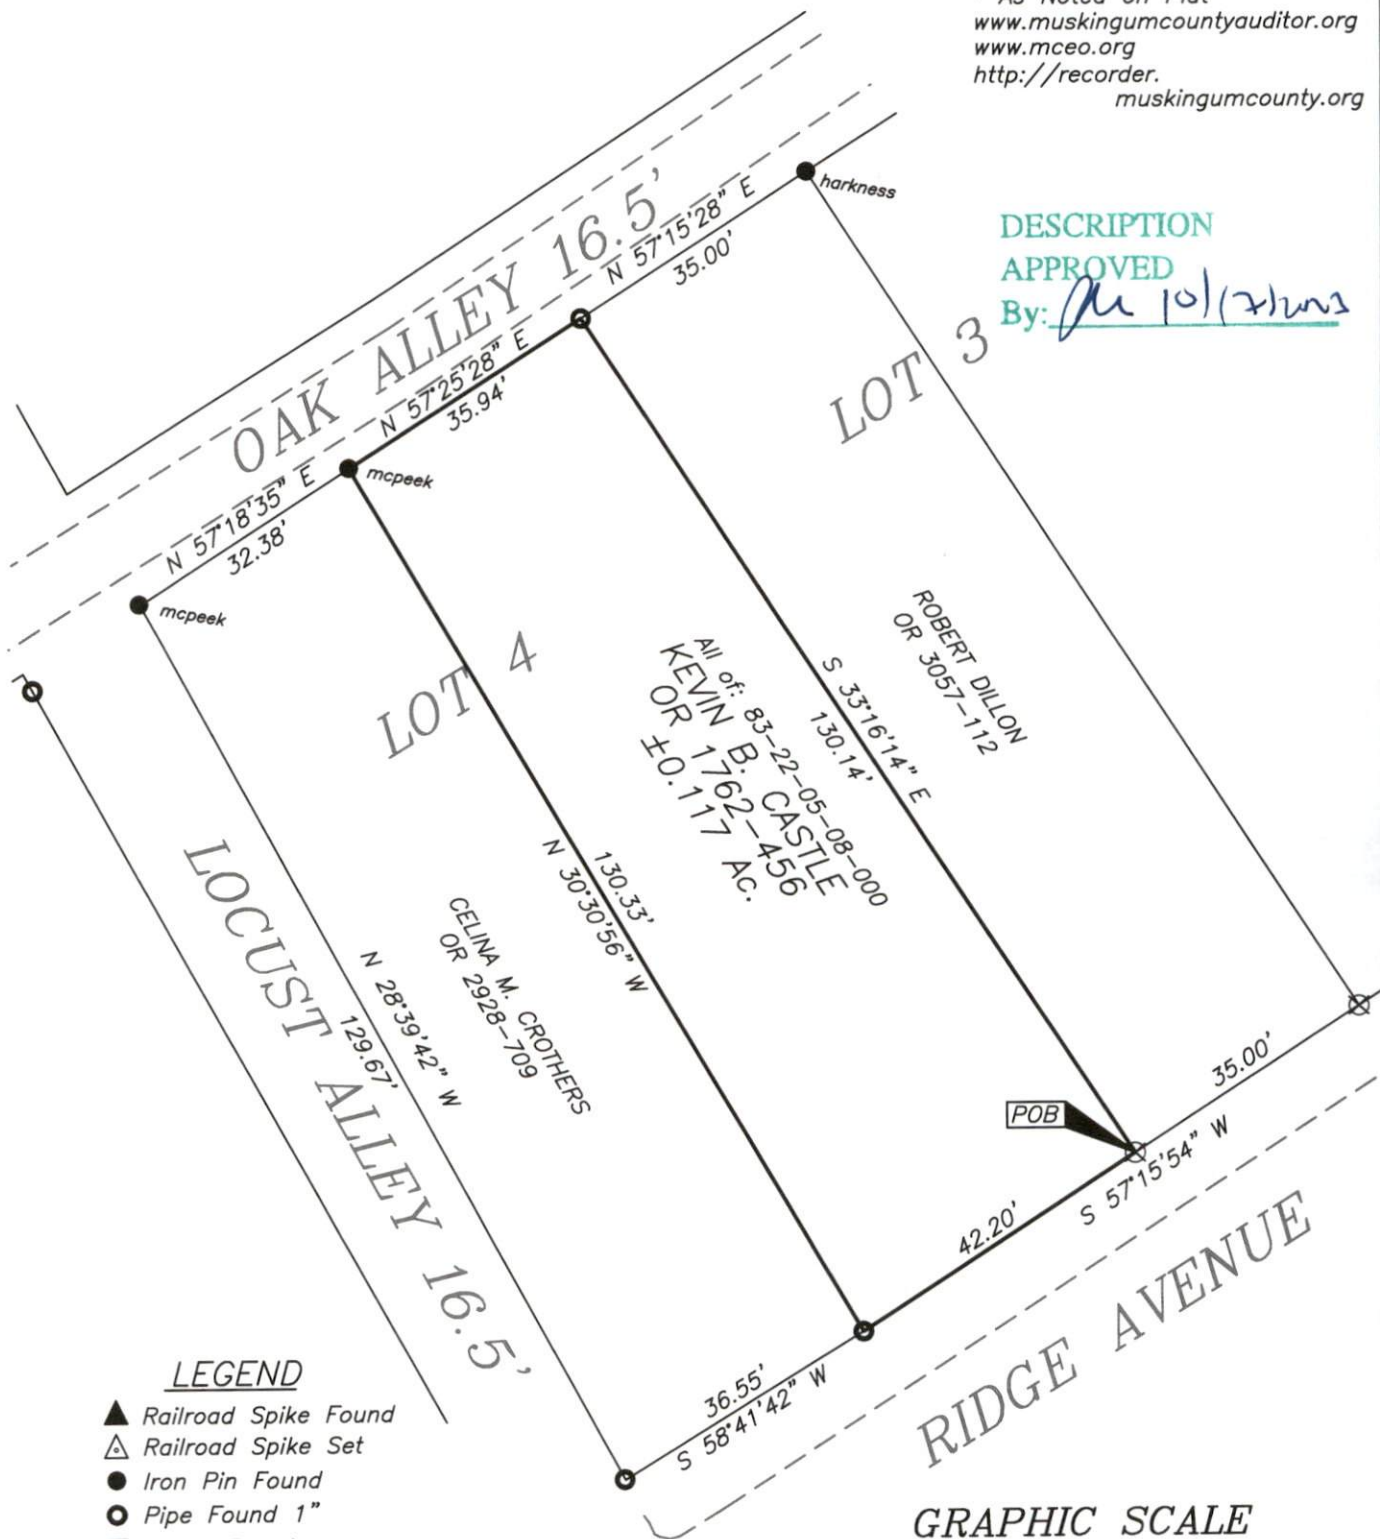 www.muskingumcountyauditor.org
www.mceo.org
http://recorder.
muskingumcounty.org
DESCRIPTION
APPROVED
By:
harkness
OAK ALLEY 16.5'
N 57°15'28" E
35.00'
N 57°25'28" E
35.94'
N 57°18'35" E
32.38'
mcpeek
mcpeek
LOT 3
LOT 4
ROBERT DILLON
OR 3057-112
S 33°16'14" E
130.14'
All of: 83-22-05-08-000
KEVIN B. CASTLE
OR 1762-456
±0.117 AC.
130.33'
N 30°30'56" W
CELINA M. CROTHERS
OR 2928-709
N 28°39'42" W
129.67'
LOCUST ALLEY 16.5'
POB
35.00'
S 57°15'54" W
42.20'
36.55'
S 58°41'42" W
RIDGE AVENUE
LEGEND
Railroad Spike Found
Railroad Spike Set
Iron Pin Found
Pipe Found 1"
GRAPHIC SCALE